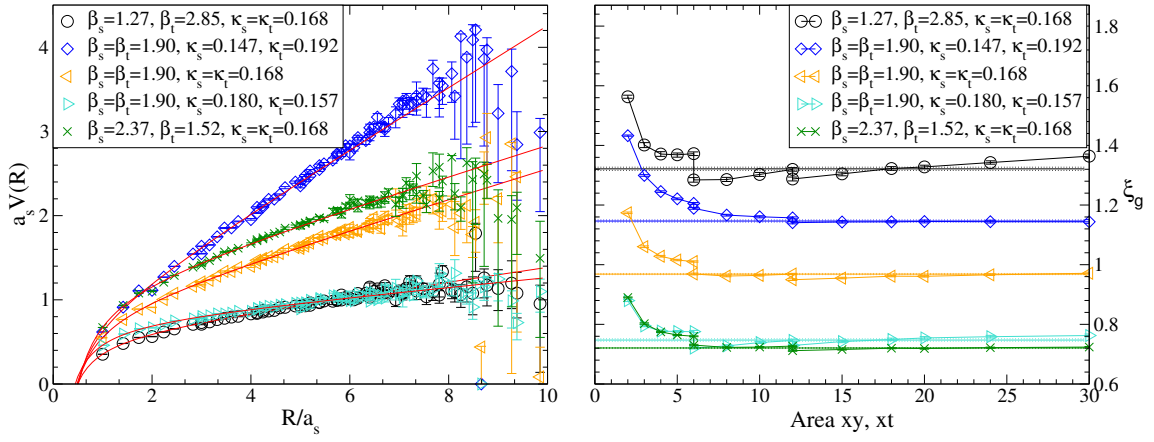 β_s=1.27, β_t=2.85, κ_s=κ_t=0.168
β_s=β_t=1.90, κ_s=0.147, κ_t=0.192
β_s=β_t=1.90, κ_s=κ_t=0.168
β_s=β_t=1.90, κ_s=0.180, κ_t=0.157
β_s=2.37, β_t=1.52, κ_s=κ_t=0.168
4
3
2
1
0
a_s V(R)
0 2 4 6 8 10
R/a_s
β_s=1.27, β_t=2.85, κ_s=κ_t=0.168
β_s=β_t=1.90, κ_s=0.147, κ_t=0.192
β_s=β_t=1.90, κ_s=κ_t=0.168
β_s=β_t=1.90, κ_s=0.180, κ_t=0.157
β_s=2.37, β_t=1.52, κ_s=κ_t=0.168
1.8
1.6
1.4
1.2
1
0.8
0.6
ξ_g
0 5 10 15 20 25 30
Area xy, xt